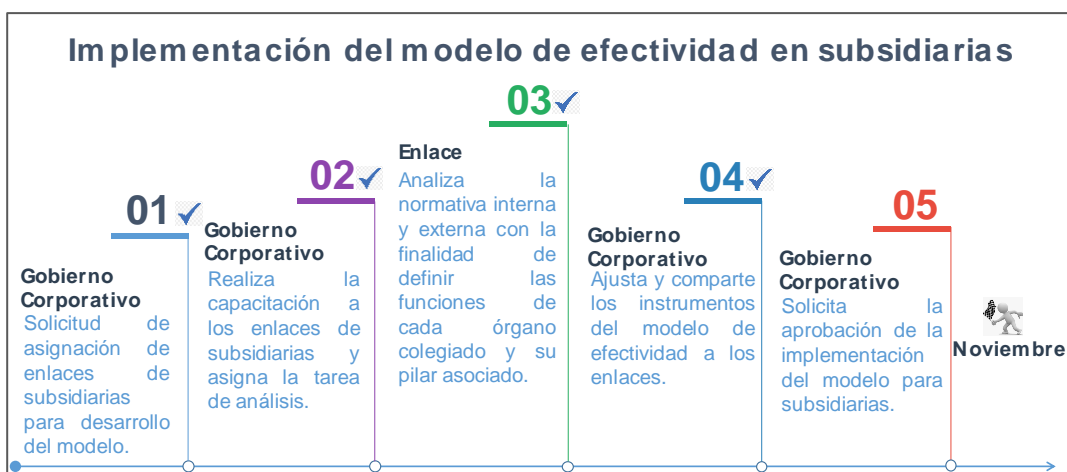 Implementación del modelo de efectividad en subsidiarias
01
Gobierno
Corporativo
Solicitud de
asignación de
enlaces de
subsidiarias
para desarrollo
del modelo.
02
Gobierno
Corporativo
Realiza la
capacitación a
los enlaces de
subsidiarias y
asigna la tarea
de análisis.
03
Enlace
Analiza la
normativa interna
y externa con la
finalidad de
definir las
funciones de
cada órgano
colegiado y su
pilar asociado.
04
Gobierno
Corporativo
Ajusta y comparte
los instrumentos
del modelo de
efectividad a los
enlaces.
05
Gobierno
Corporativo
Solicita la
aprobación de la
implementación
del modelo para
subsidiarias.
Noviembre